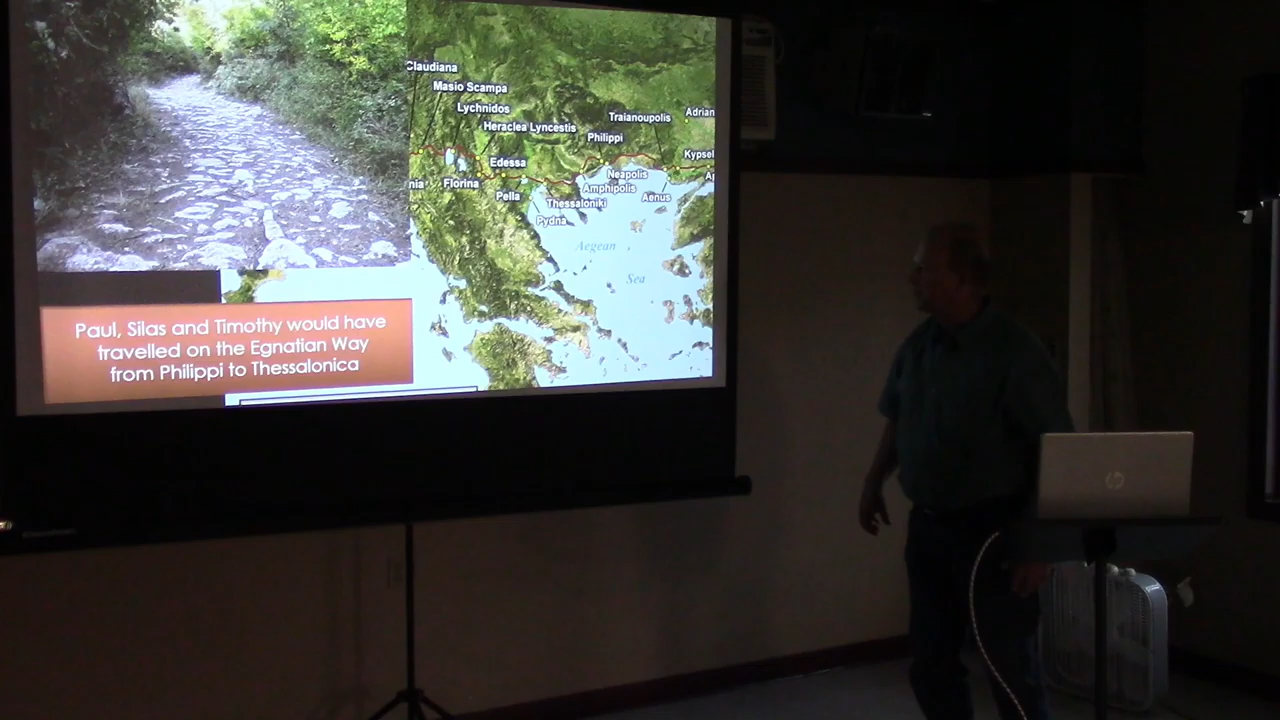 Claudiana
Masio Scampa
Lychnidos
Heraclea Lyncestis
Traianoupolis
Adrian
Philippi
Kypsel
Edessa
nia
Florina
Neapolis
Amphipolis
Pella
Thessaloniki
Aenus
Pydna
Aegean
Sea
Paul, Silas and Timothy would have
travelled on the Egnatian Way
from Philippi to Thessalonica
hp